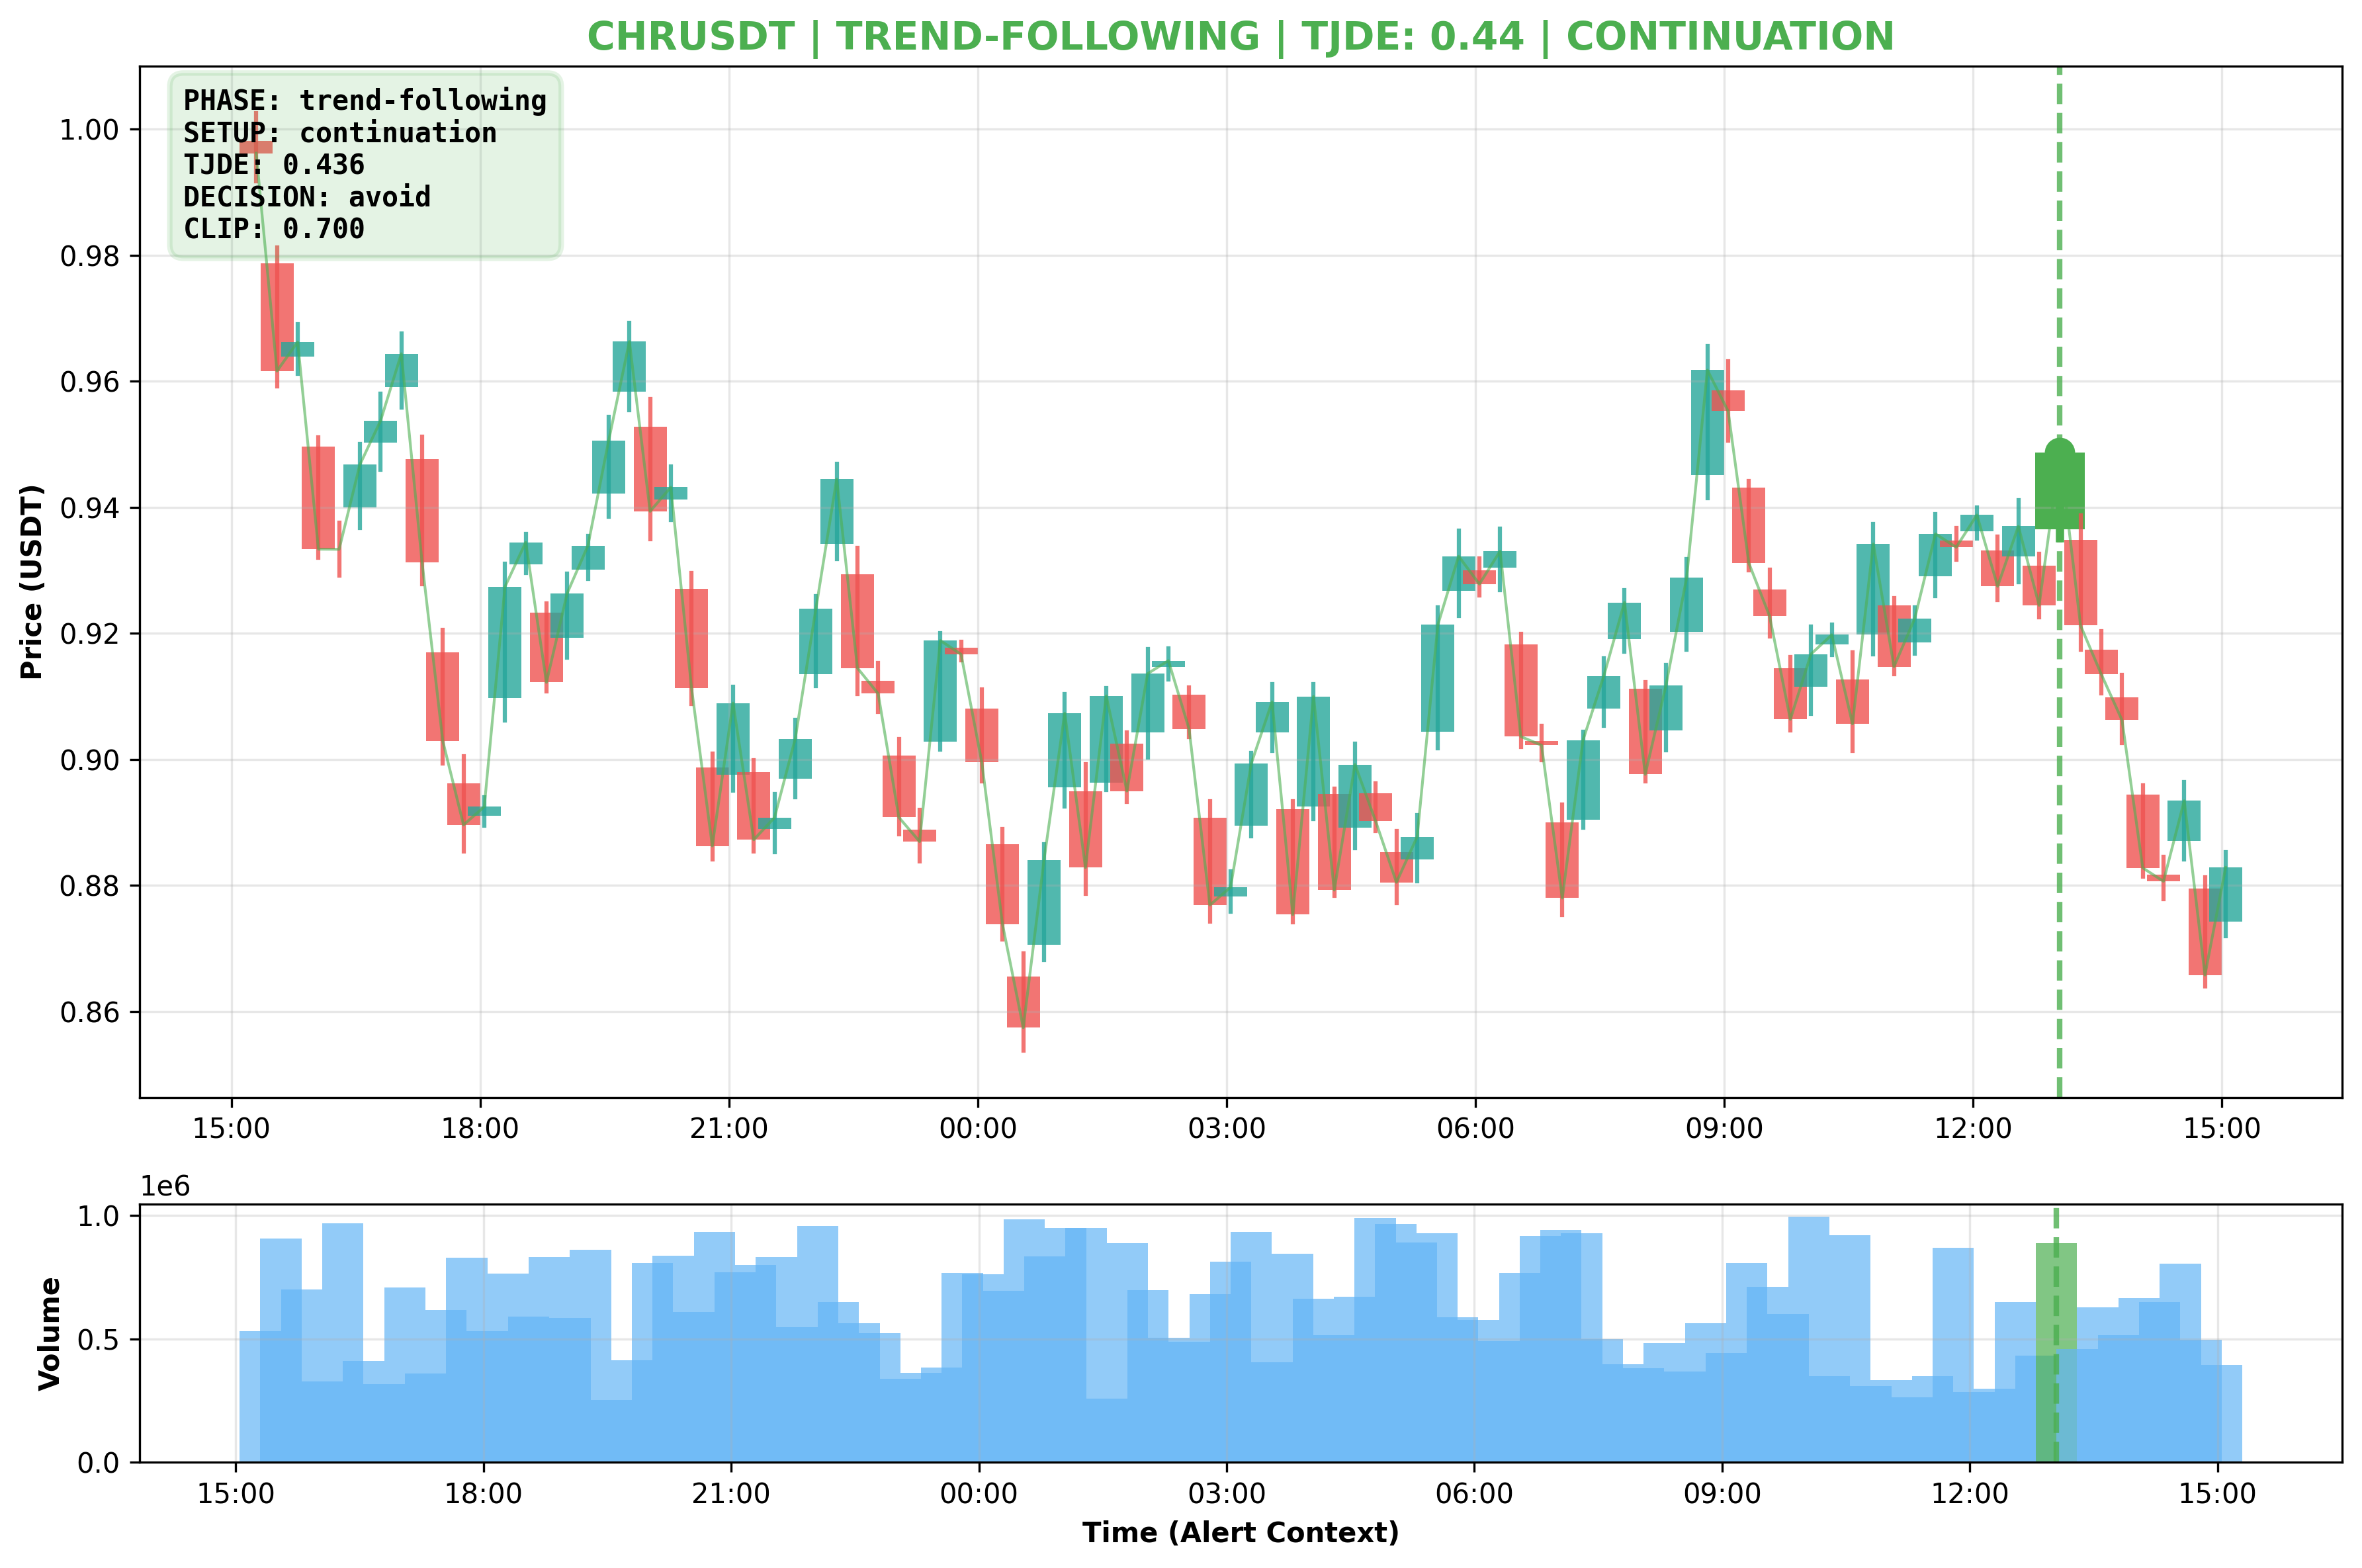 CHRUSDT | TREND-FOLLOWING | TJDE: 0.44 | CONTINUATION
PHASE: trend-following
SETUP: continuation
TJDE: 0.436
DECISION: avoid
CLIP: 0.700
Price (USDT)
1.00
0.98
0.96
0.94
0.92
0.90
0.88
0.86
15:00 18:00 21:00 00:00 03:00 06:00 09:00 12:00 15:00
1e6
Volume
1.0
0.5
0.0
15:00 18:00 21:00 00:00 03:00 06:00 09:00 12:00 15:00
Time (Alert Context)